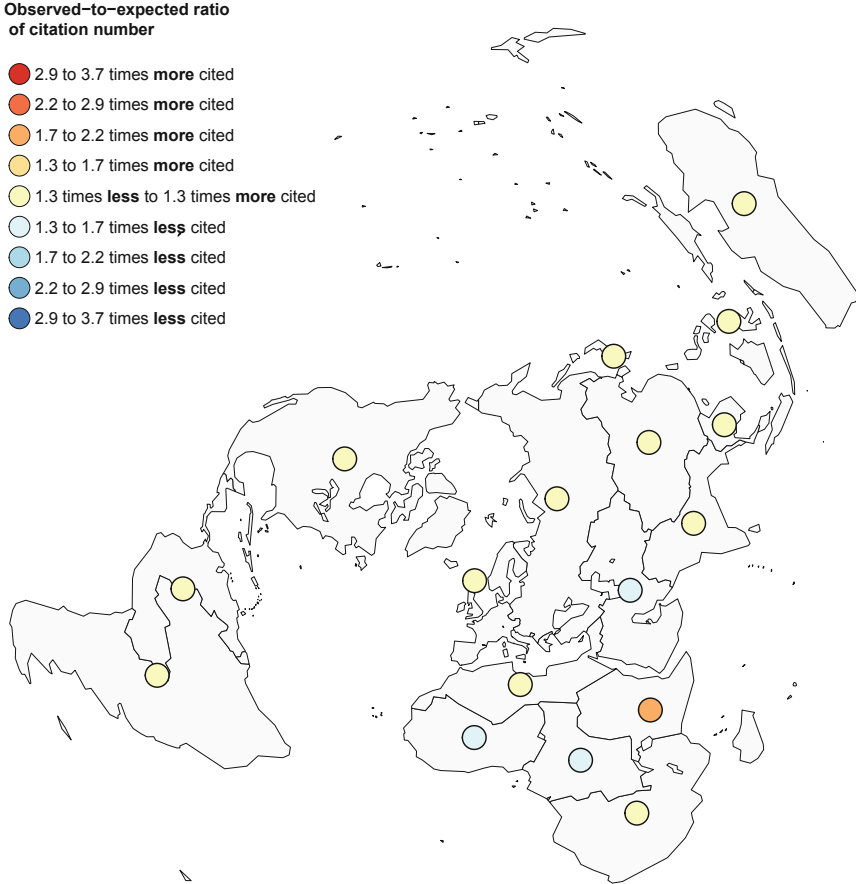 Observed−to−expected ratio
of citation number
2.9 to 3.7 times more cited
2.2 to 2.9 times more cited
1.7 to 2.2 times more cited
1.3 to 1.7 times more cited
1.3 times less to 1.3 times more cited
1.3 to 1.7 times less cited
1.7 to 2.2 times less cited
2.2 to 2.9 times less cited
2.9 to 3.7 times less cited